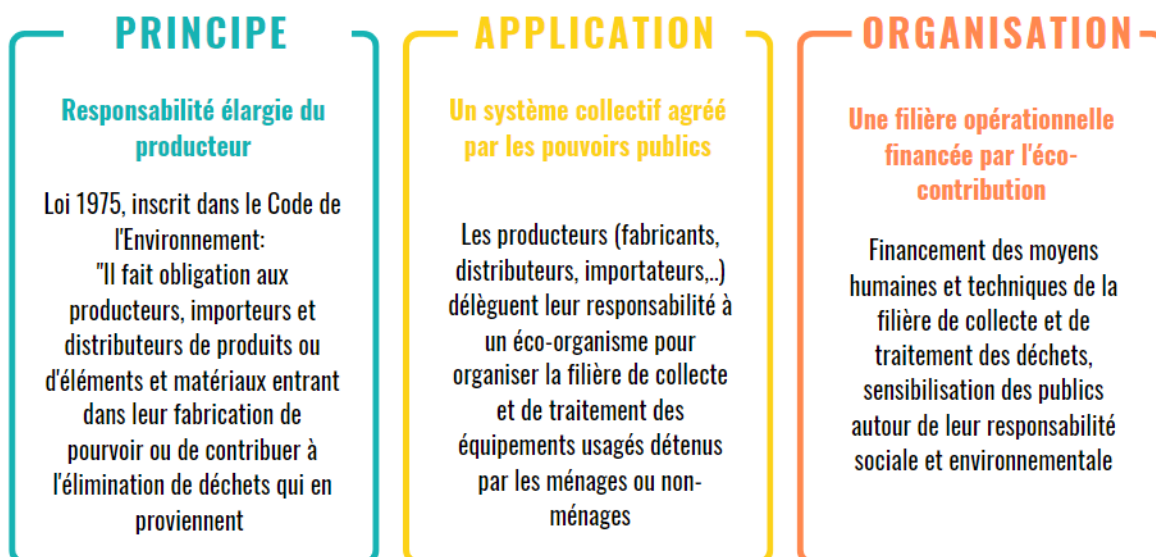 PRINCIPE
Responsabilité élargie du
producteur
Loi 1975, inscrit dans le Code de
l'Environnement:
"Il fait obligation aux
producteurs, importeurs et
distributeurs de produits ou
d'éléments et matériaux entrant
dans leur fabrication de
pourvoir ou de contribuer à
l'élimination de déchets qui en
proviennent
APPLICATION
Un système collectif agréé
par les pouvoirs publics
Les producteurs (fabricants,
distributeurs, importateurs,..)
délèguent leur responsabilité à
un éco-organisme pour
organiser la filière de collecte
et de traitement des
équipements usagés détenus
par les ménages ou non-
ménages
ORGANISATION
Une filière opérationnelle
financée par l'éco-
contribution
Financement des moyens
humaines et techniques de la
filière de collecte et de
traitement des déchets,
sensibilisation des publics
autour de leur responsabilité
sociale et environnementale